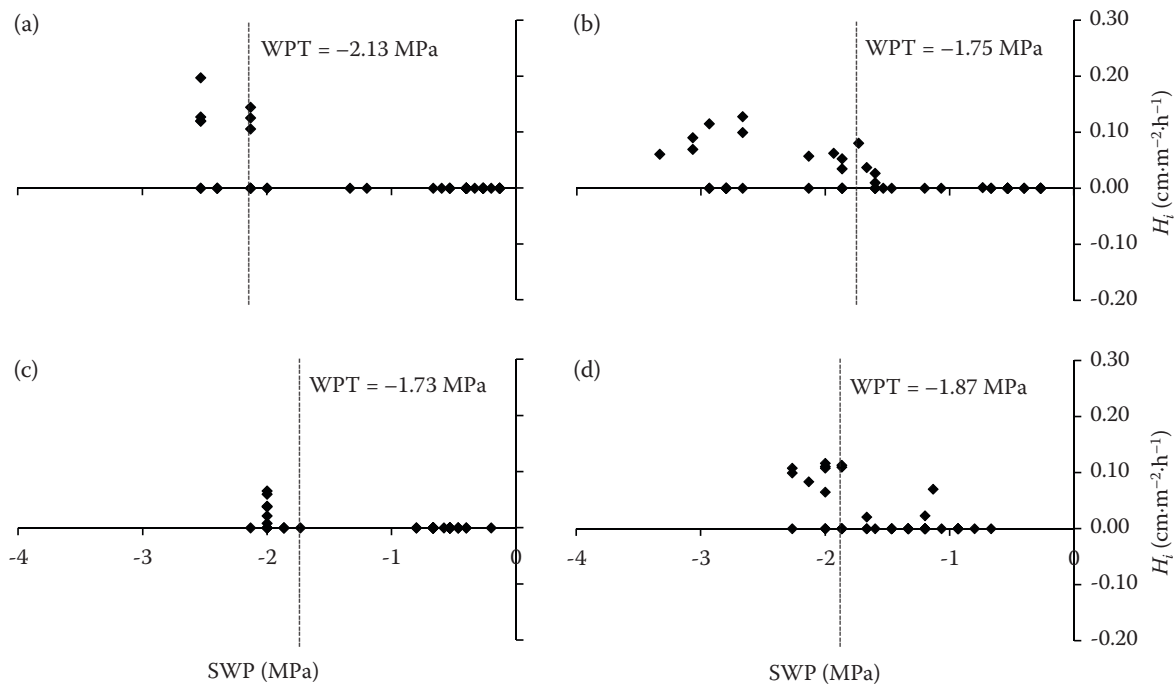 (a)
WPT = −2.13 MPa
(b)
WPT = −1.75 MPa
0.30
0.20
0.10
0.00
-0.10
-0.20
H_i (cm·m⁻²·h⁻¹)
(c)
WPT = −1.73 MPa
-4
-3
-2
-1
0
SWP (MPa)
(d)
WPT = −1.87 MPa
0.30
0.20
0.10
0.00
-0.10
-0.20
H_i (cm·m⁻²·h⁻¹)
-4
-3
-2
-1
0
SWP (MPa)